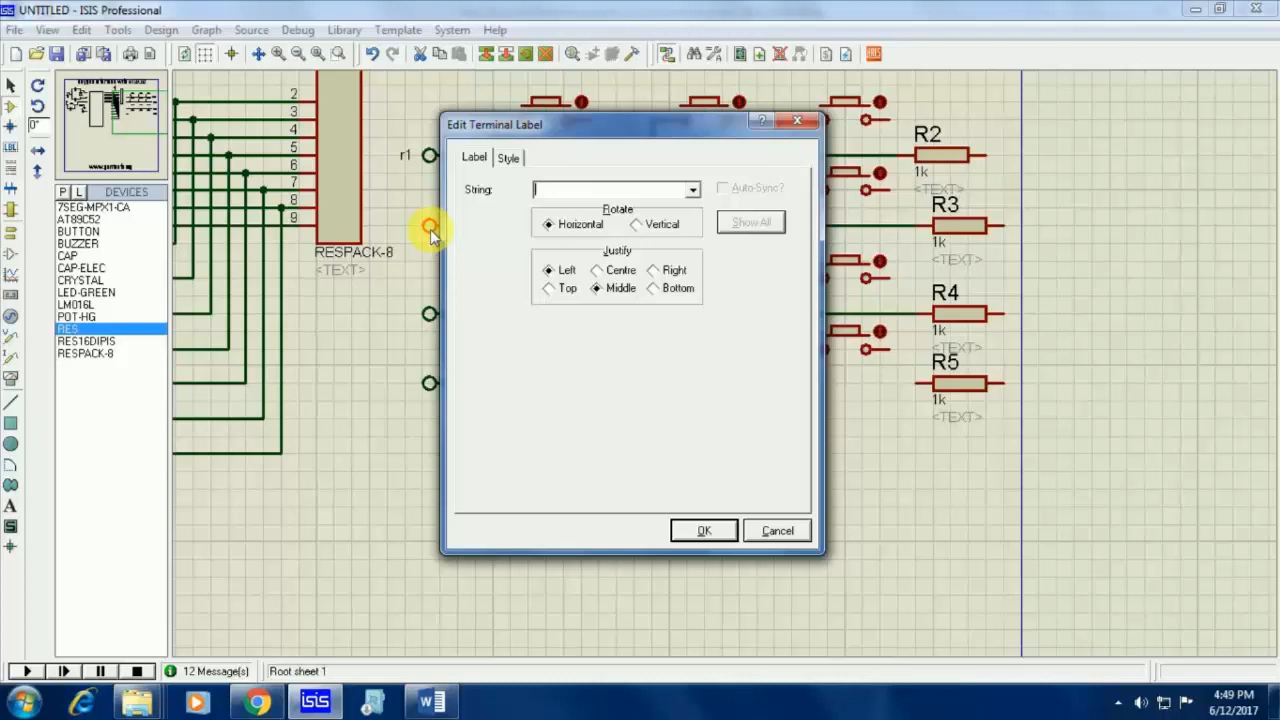 UNTITLED - ISIS Professional
File View Edit Tools Design Graph Source Debug Library Template System Help
0°
LBL
P L DEVICES
7SEG-MPX1-CA
AT89C52
BUTTON
BUZZER
CAP
CAP-ELEC
CRYSTAL
LED-GREEN
LM016L
POT-HG
RES
RES16DIPIS
RESPACK-8
A
2
3
4
5
6
7
8
9
RESPACK-8
<TEXT>
r1
Edit Terminal Label
Label Style
String:
Auto-Sync?
Rotate
Horizontal Vertical
Show All
Justify
Left Centre Right
Top Middle Bottom
OK Cancel
R2
1k
<TEXT>
R3
1k
<TEXT>
R4
1k
<TEXT>
R5
1k
<TEXT>
12 Message(s) Root sheet 1
isis
4:49 PM
6/12/2017